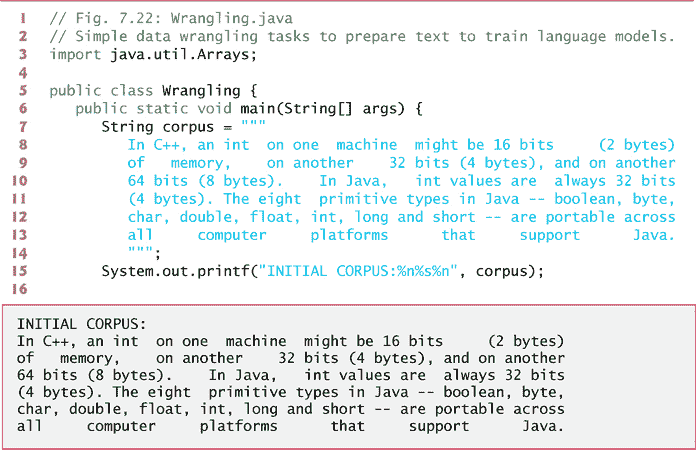 1 // Fig. 7.22: Wrangling.java
2 // Simple data wrangling tasks to prepare text to train language models.
3 import java.util.Arrays;
4
5 public class Wrangling {
6    public static void main(String[] args) {
7       String corpus = """
8          In C++, an int  on one  machine  might be 16 bits     (2 bytes)
9          of   memory,     on another    32 bits (4 bytes), and on another
10          64 bits (8 bytes).    In Java,   int values are  always 32 bits
11          (4 bytes). The eight  primitive types in Java -- boolean, byte,
12          char, double, float, int, long and short -- are portable across
13          all     computer     platforms       that      support     Java.
14          """;
15       System.out.printf("INITIAL CORPUS:%n%s%n", corpus);
16
INITIAL CORPUS:
In C++, an int  on one  machine  might be 16 bits     (2 bytes)
of   memory,     on another    32 bits (4 bytes), and on another
64 bits (8 bytes).    In Java,   int values are  always 32 bits
(4 bytes). The eight  primitive types in Java -- boolean, byte,
char, double, float, int, long and short -- are portable across
all     computer     platforms       that      support     Java.